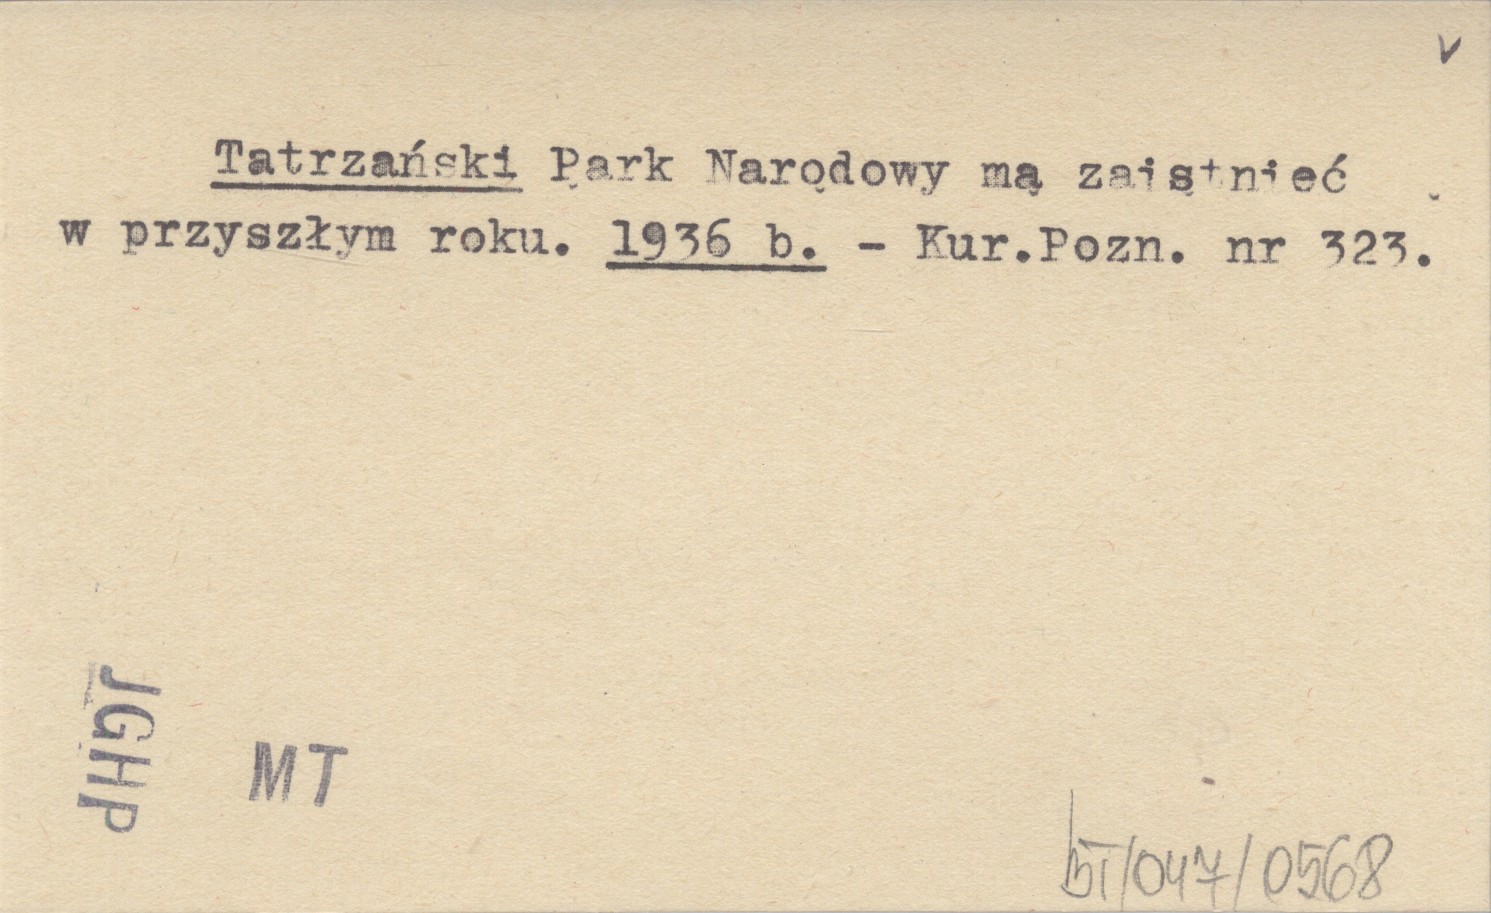 Tatrzański Park Narodowy mą zaistnieć
w przyszłym roku. 1936 b. - Kur.Pozn. nr 323.
JGHP
MT
bT/047/0568